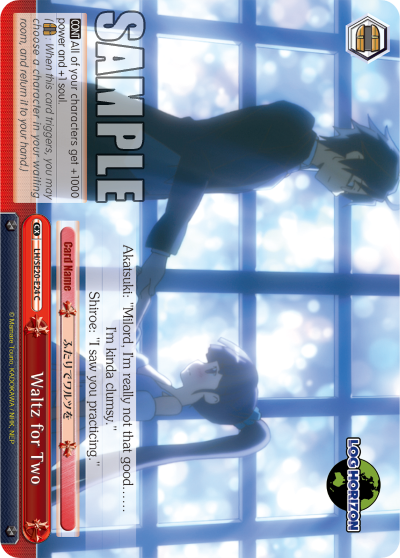 SAMPLE
[CONT] All of your characters get +1000
power and +1 soul.
( : When this card triggers, you may
choose a character in your waiting
room, and return it to your hand.)
Akatsuki: "Milord, I'm really not that good……
I'm kinda clumsy."
Shiroe: "I saw you practicing."
LOG HORIZON
Card Name
ふたりでワルツを
CX
LH/SE20-E24 C
Waltz for Two
© Mamare Touno, KADOKAWA / NHK, NEP